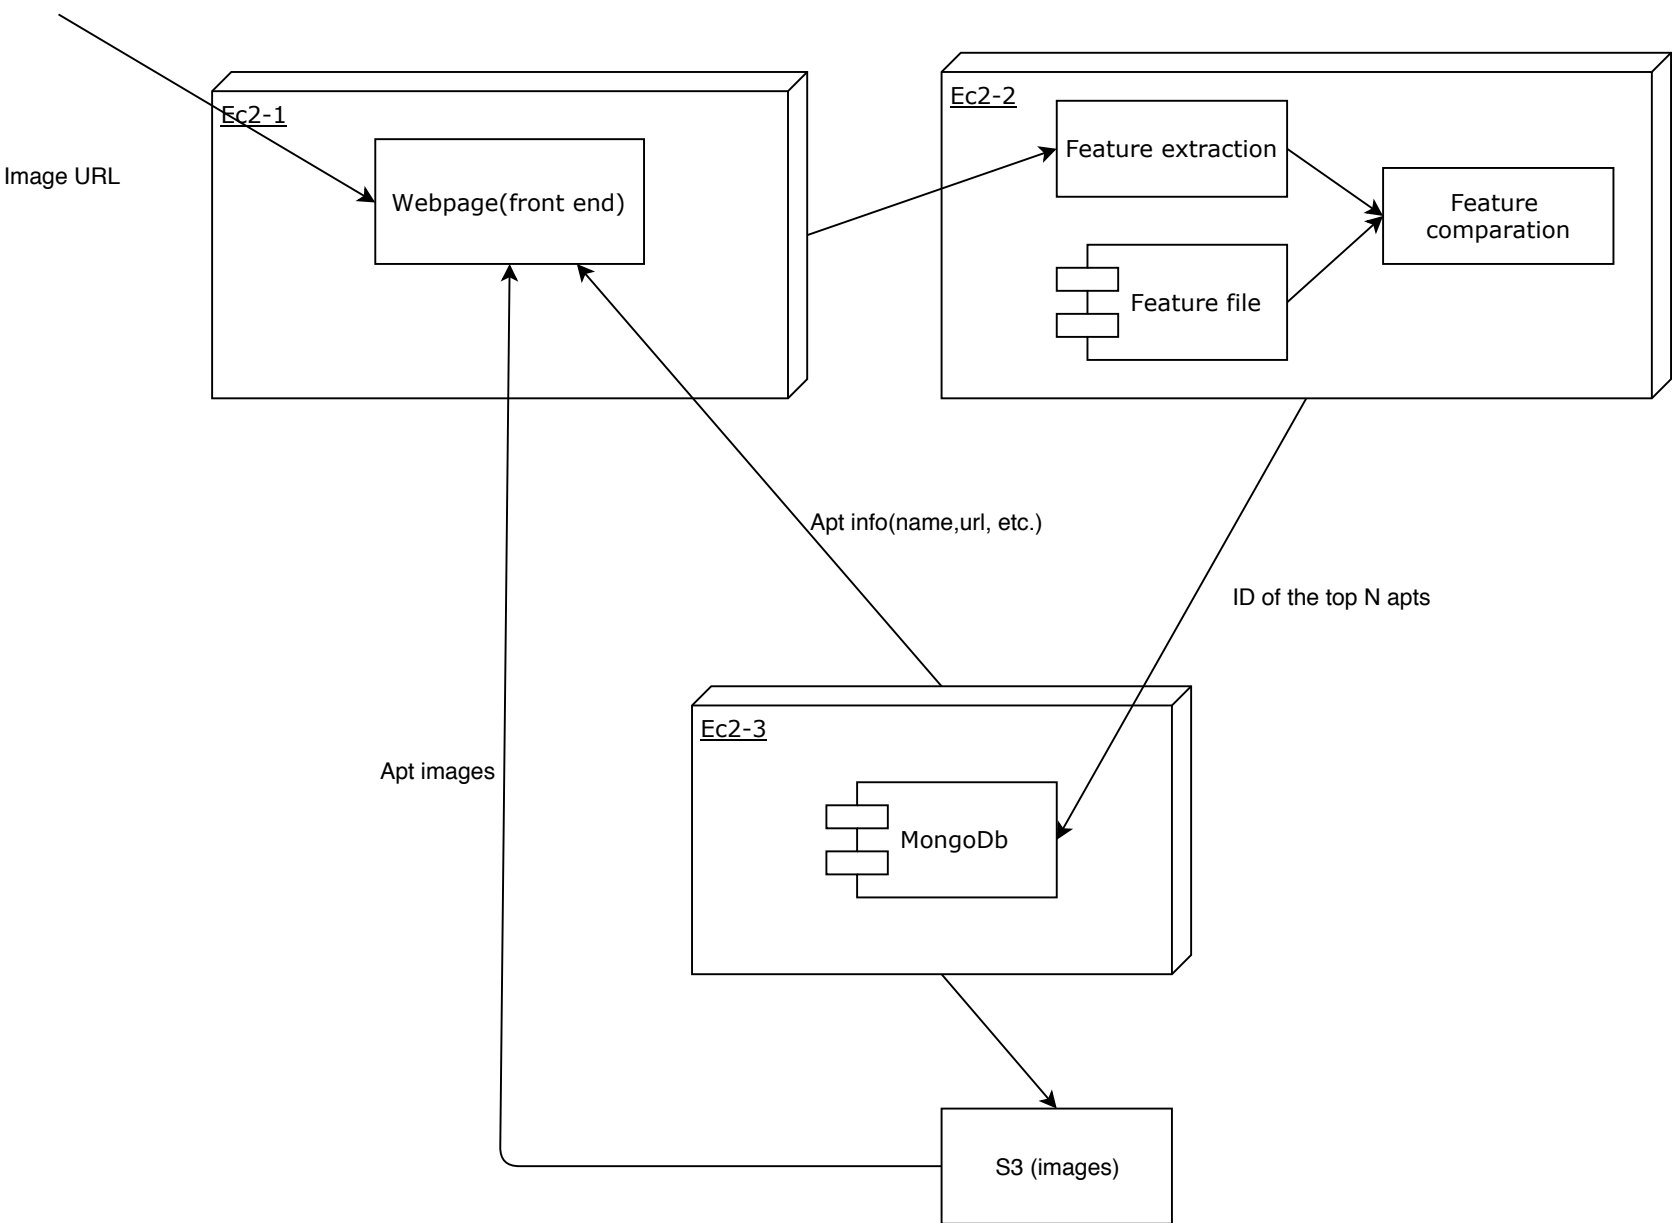 Ec2-1
Ec2-2
Feature extraction
Image URL
Webpage(front end)
Feature
comparation
Feature file
Apt info(name,url, etc.)
ID of the top N apts
Ec2-3
Apt images
MongoDb
S3 (images)